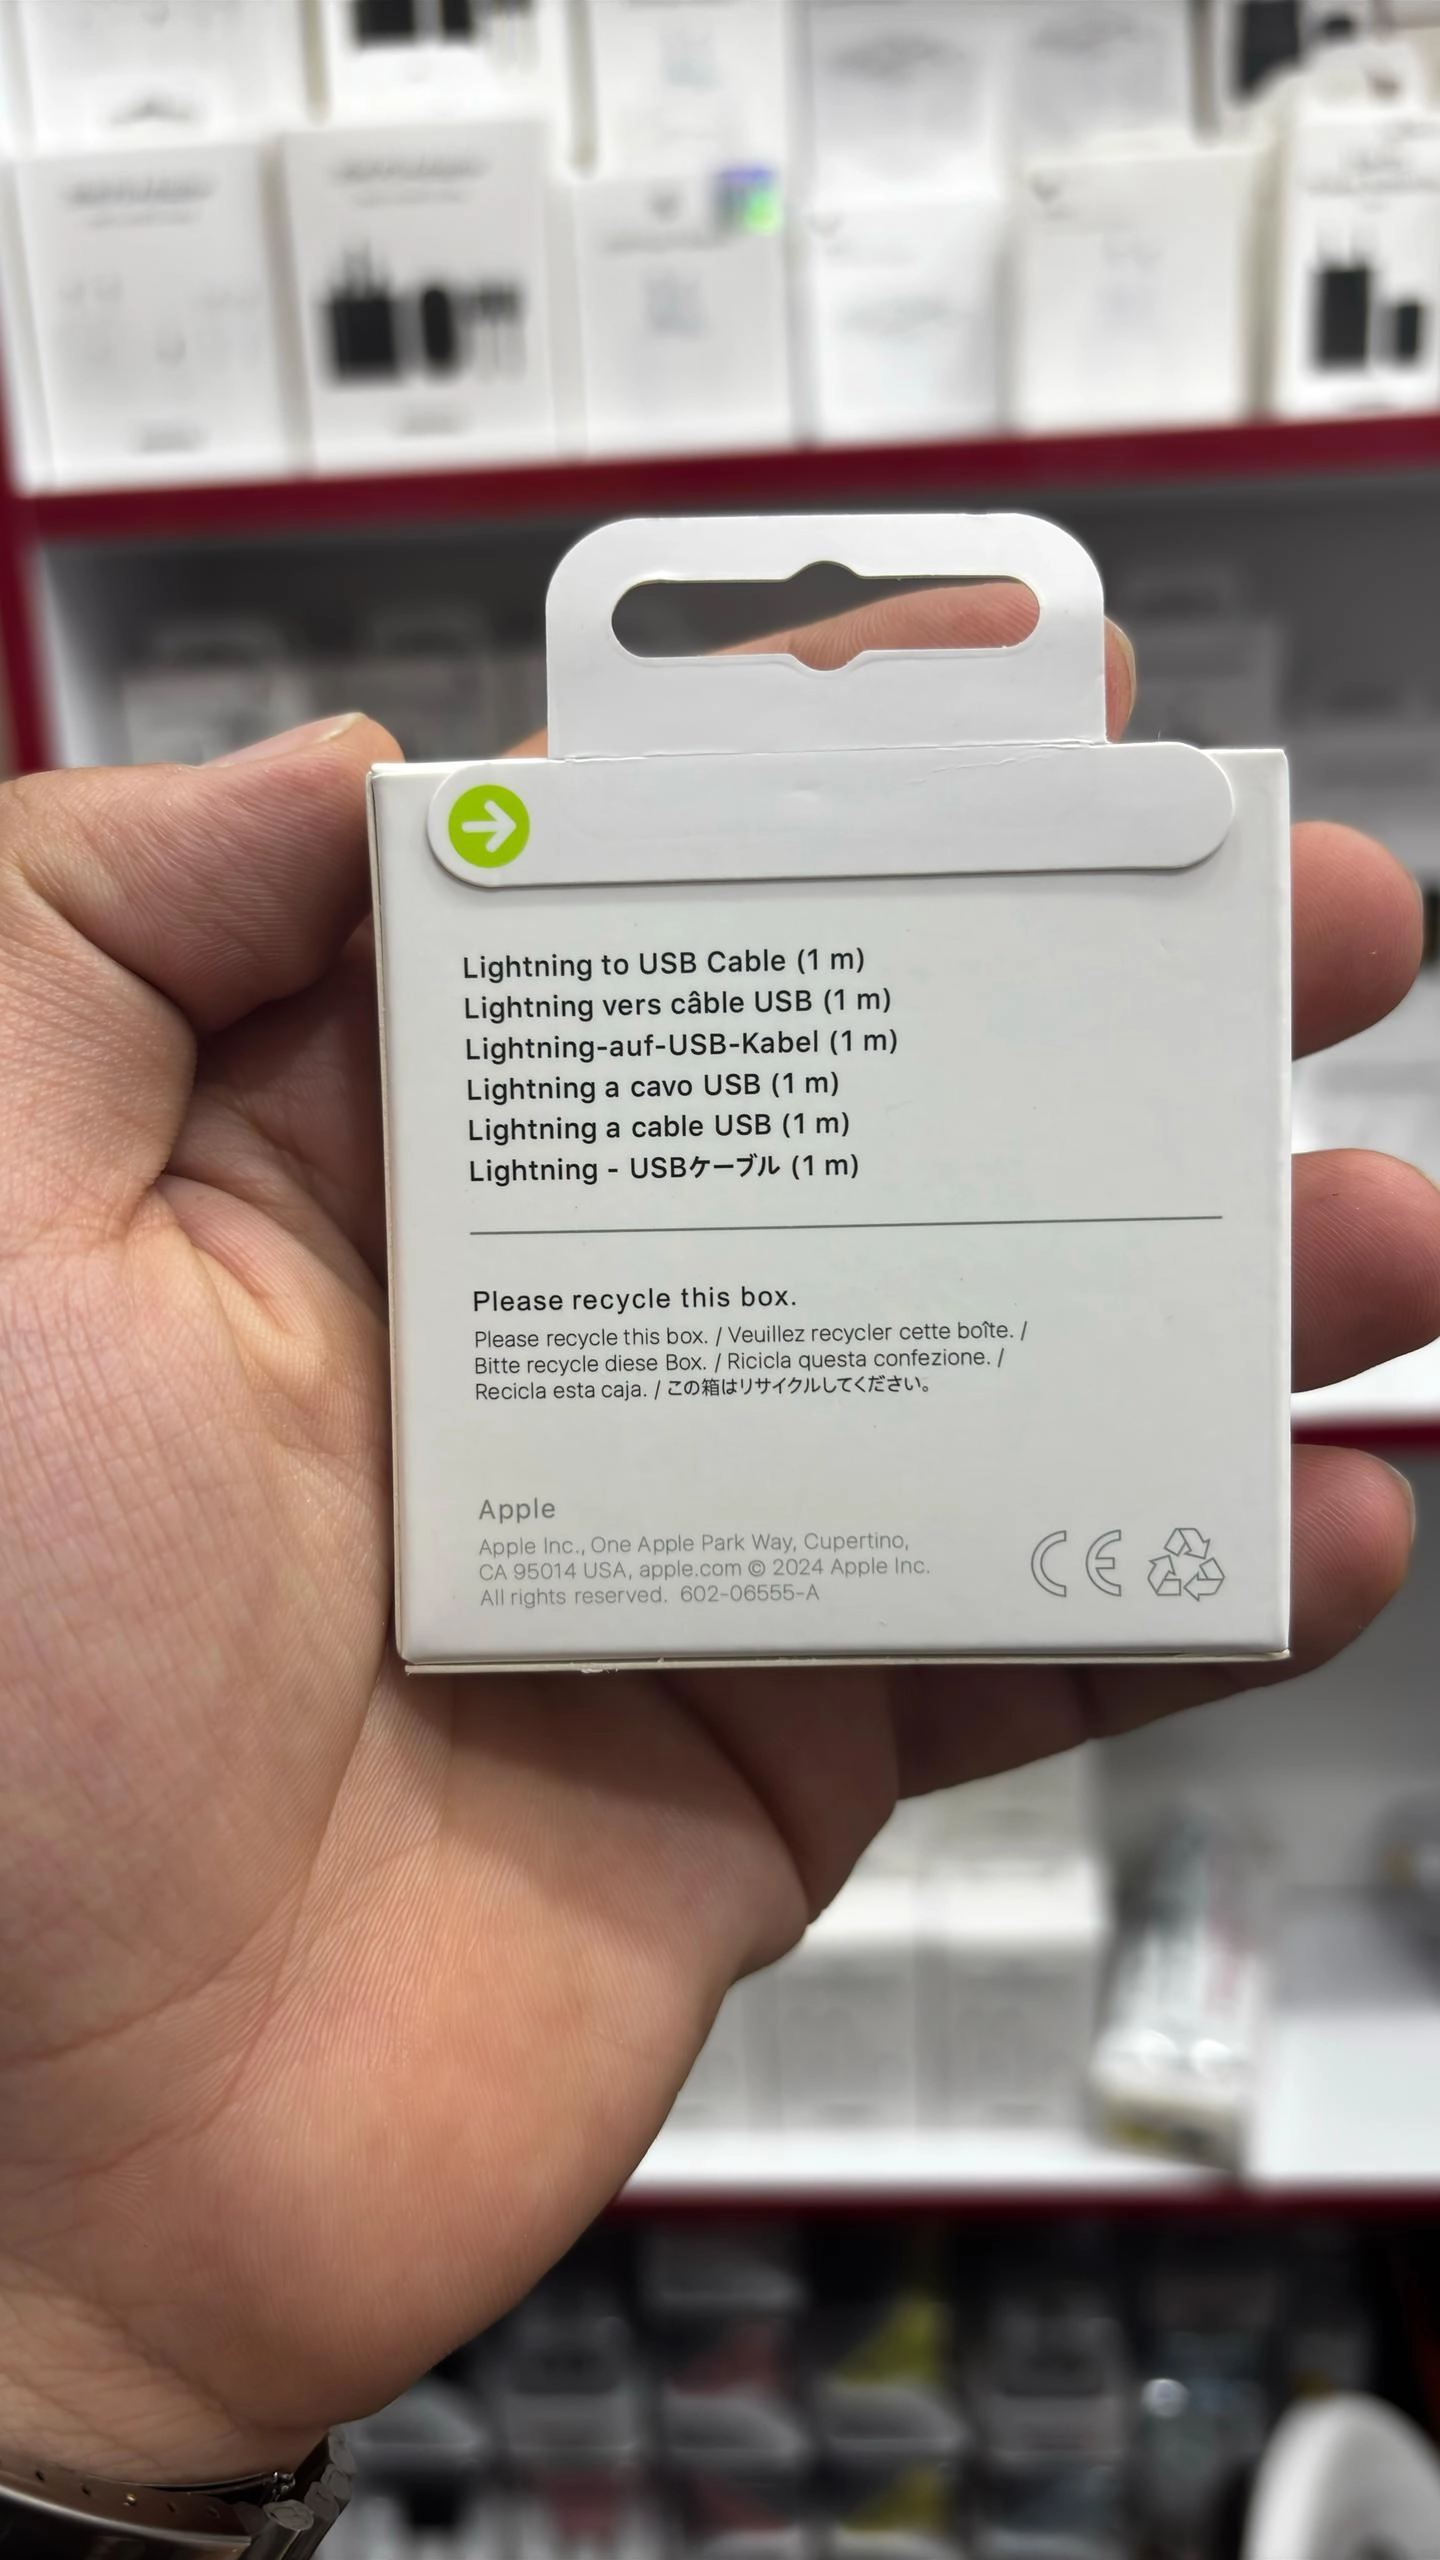 Lightning to USB Cable (1 m)
Lightning vers câble USB (1 m)
Lightning-auf-USB-Kabel (1 m)
Lightning a cavo USB (1 m)
Lightning a cable USB (1 m)
Lightning - USBケーブル (1 m)
Please recycle this box.
Please recycle this box. / Veuillez recycler cette boîte. /
Bitte recycle diese Box. / Ricicla questa confezione. /
Recicla esta caja. / この箱はリサイクルしてください。
Apple
Apple Inc., One Apple Park Way, Cupertino,
CA 95014 USA, apple.com © 2024 Apple Inc.
All rights reserved. 602-06555-A
CE